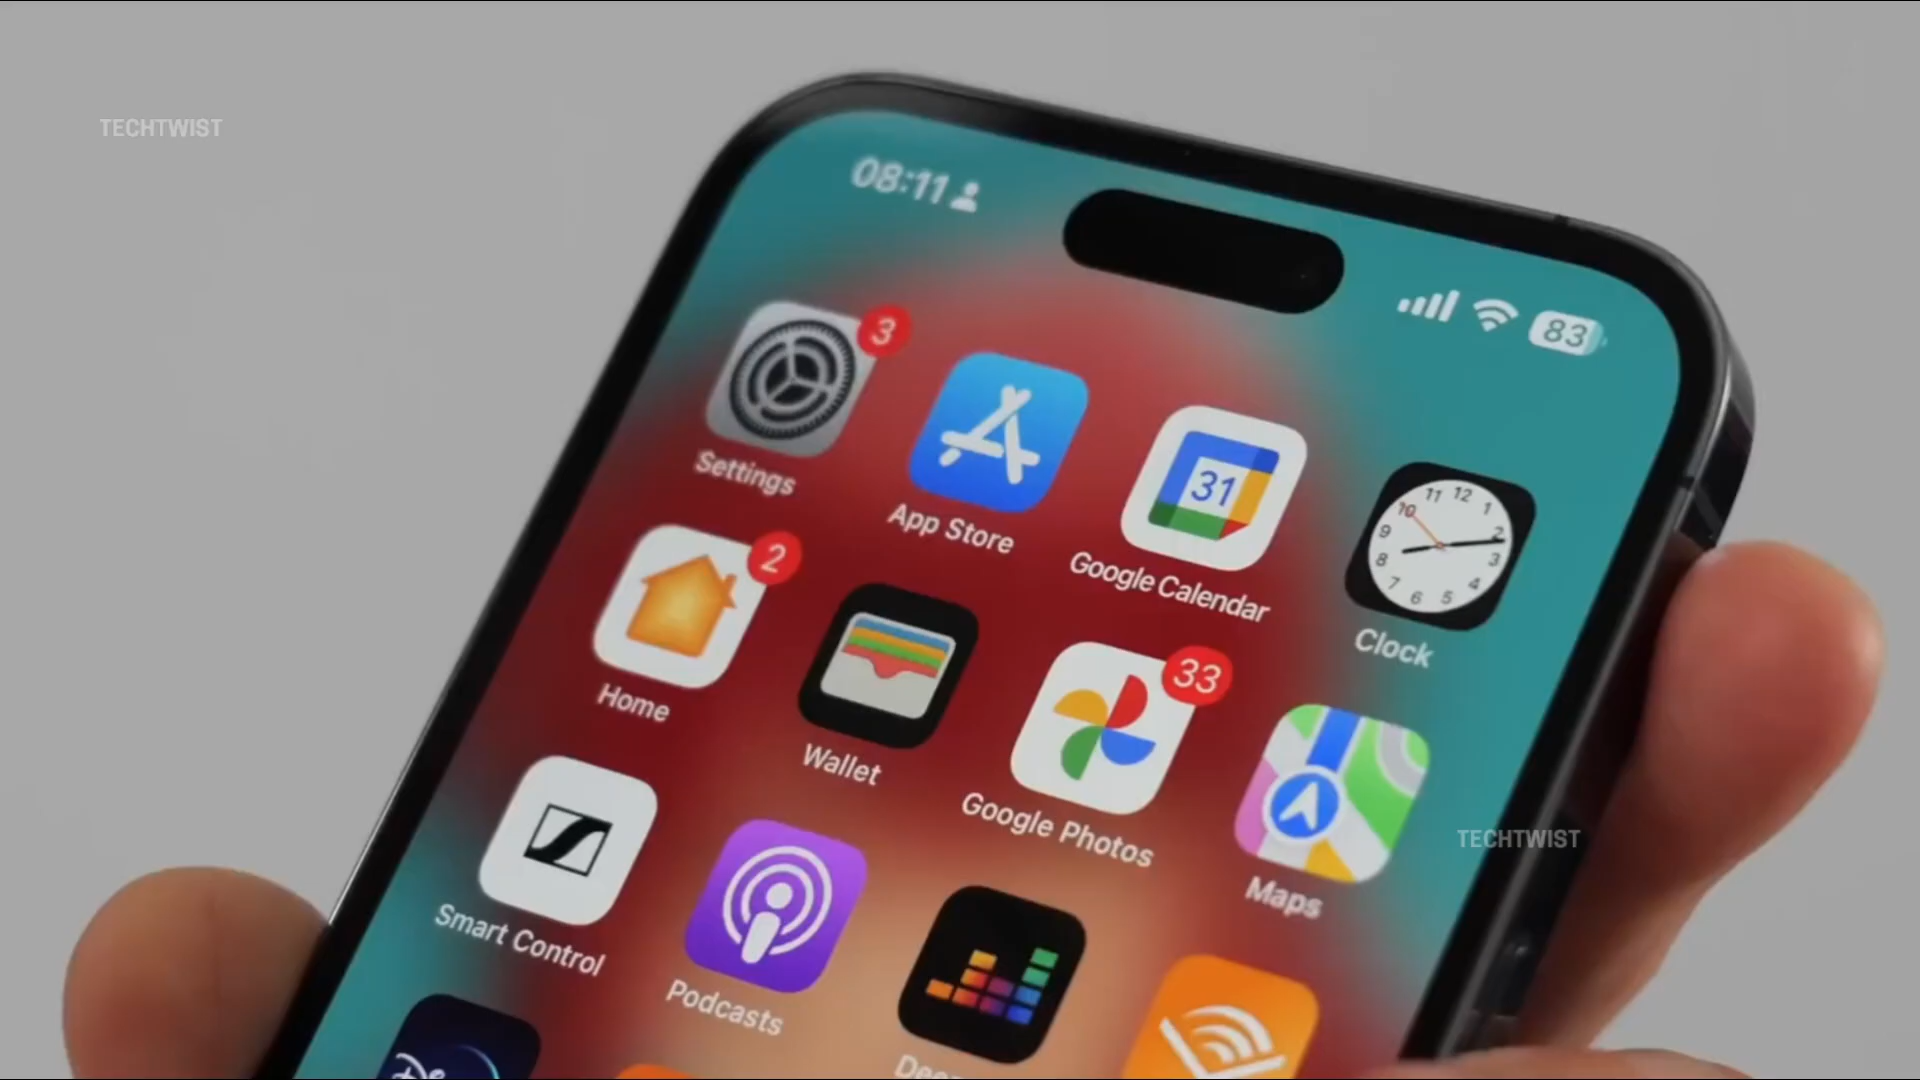 TECHTWIST
08:11
83
3
Settings
App Store
31
Google Calendar
11 12 1
10 2
9 3
8 4
7 6 5
Clock
2
Home
Wallet
33
Google Photos
Maps
TECHTWIST
Smart Control
Podcasts